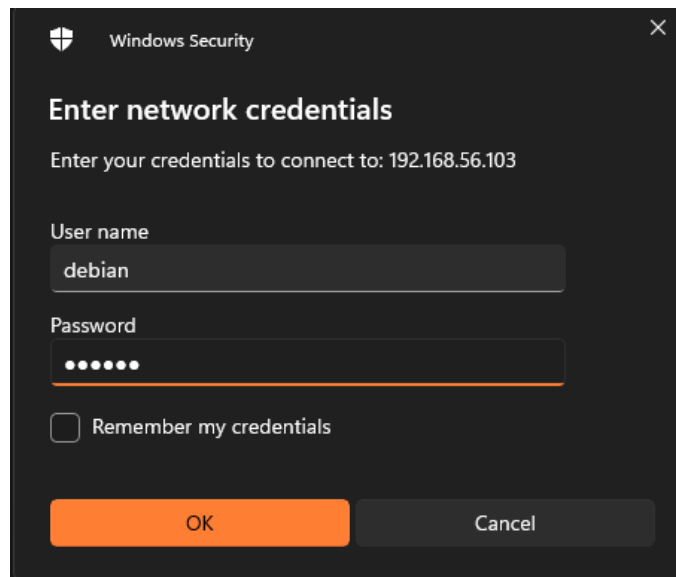 Windows Security
Enter network credentials
Enter your credentials to connect to: 192.168.56.103
User name
debian
Password
••••••
Remember my credentials
OK
Cancel